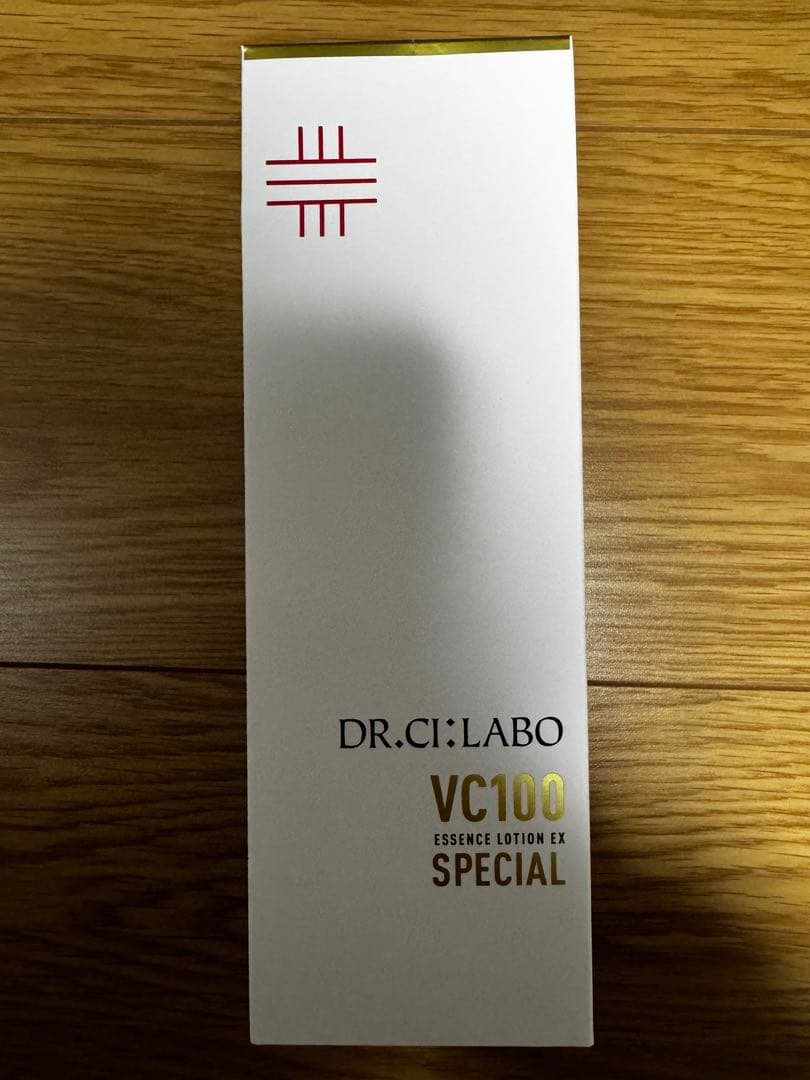 DR.CI:LABO
VC100
ESSENCE LOTION EX
SPECIAL